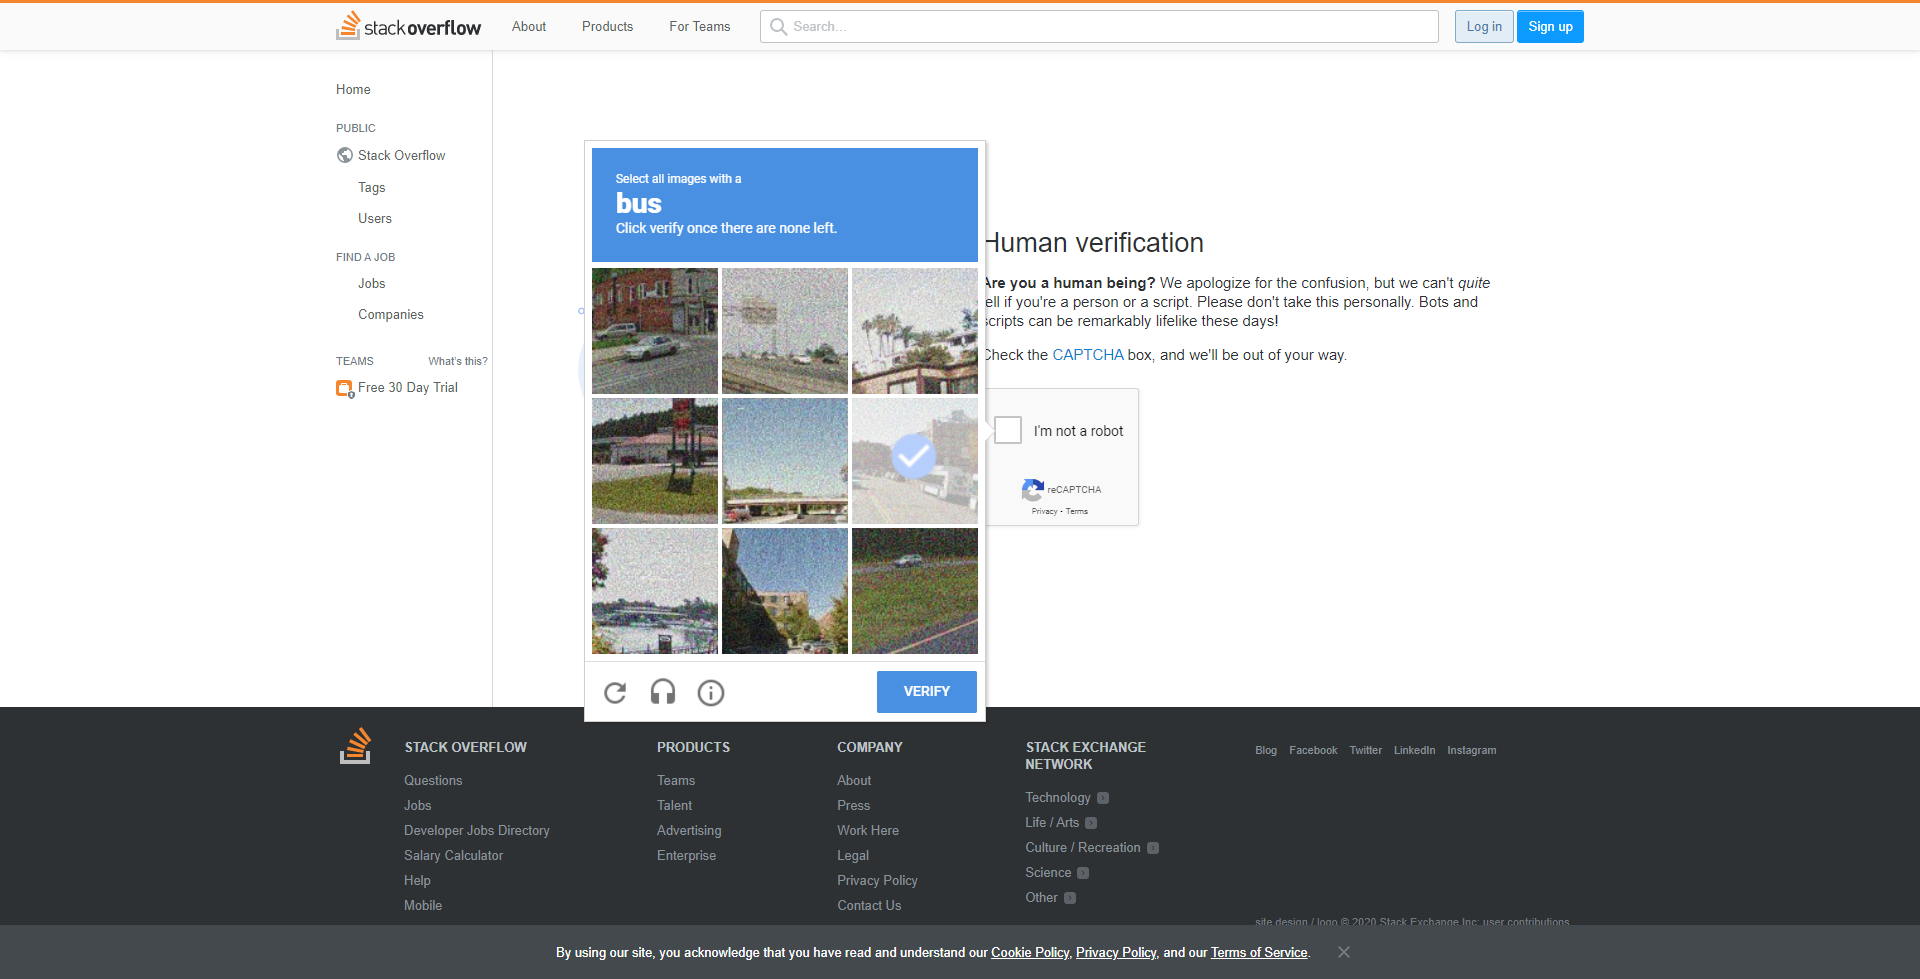 stack overflow
About
Products
For Teams
Search...
Log in
Sign up
Home
PUBLIC
Stack Overflow
Tags
Users
FIND A JOB
Jobs
Companies
TEAMS
What's this?
Free 30 Day Trial
Select all images with a
bus
Click verify once there are none left.
VERIFY
Human verification
Are you a human being? We apologize for the confusion, but we can't quite
tell if you're a person or a script. Please don't take this personally. Bots and
scripts can be remarkably lifelike these days!
Check the CAPTCHA box, and we'll be out of your way.
I'm not a robot
reCAPTCHA
Privacy - Terms
STACK OVERFLOW
Questions
Jobs
Developer Jobs Directory
Salary Calculator
Help
Mobile
PRODUCTS
Teams
Talent
Advertising
Enterprise
COMPANY
About
Press
Work Here
Legal
Privacy Policy
Contact Us
STACK EXCHANGE
NETWORK
Technology
Life / Arts
Culture / Recreation
Science
Other
Blog
Facebook
Twitter
LinkedIn
Instagram
site design / logo © 2020 Stack Exchange Inc; user contributions
By using our site, you acknowledge that you have read and understand our Cookie Policy, Privacy Policy, and our Terms of Service.